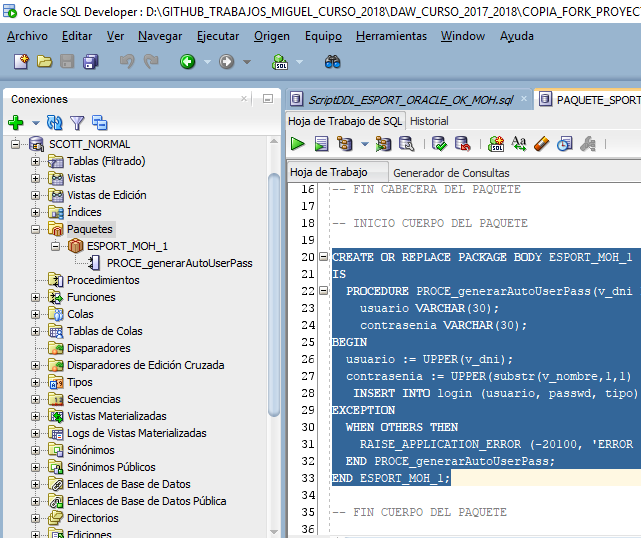 Oracle SQL Developer : D:\GITHUB_TRABAJOS_MIGUEL_CURSO_2018\DAW_CURSO_2017_2018\COPIA_FORK_PROYEC
Archivo Editar Ver Navegar Ejecutar Origen Equipo Herramientas Window Ayuda
Conexiones
SCOTT_NORMAL
Tablas (Filtrado)
Vistas
Vistas de Edición
Índices
Paquetes
ESPORT_MOH_1
PROCE_generarAutoUserPass
Procedimientos
Funciones
Colas
Tablas de Colas
Disparadores
Disparadores de Edición Cruzada
Tipos
Secuencias
Vistas Materializadas
Logs de Vistas Materializadas
Sinónimos
Sinónimos Públicos
Enlaces de Base de Datos
Enlaces de Base de Datos Pública
Directorios
Ediciones
ScriptDDL_ESPORT_ORACLE_OK_MOH.sql PAQUETE_SPORT
Hoja de Trabajo de SQL Historial
SQL
Hoja de Trabajo Generador de Consultas
16 -- FIN CABECERA DEL PAQUETE
17
18 -- INICIO CUERPO DEL PAQUETE
19
20 CREATE OR REPLACE PACKAGE BODY ESPORT_MOH_1
21 IS
22 PROCEDURE PROCE_generarAutoUserPass(v_dni
23 usuario VARCHAR(30);
24 contrasenia VARCHAR(30);
25 BEGIN
26 usuario := UPPER(v_dni);
27 contrasenia := UPPER(substr(v_nombre,1,1)
28 INSERT INTO login (usuario, passwd, tipo)
29 EXCEPTION
30 WHEN OTHERS THEN
31 RAISE_APPLICATION_ERROR (-20100, 'ERROR
32 END PROCE_generarAutoUserPass;
33 END ESPORT_MOH_1;
34
35 -- FIN CUERPO DEL PAQUETE
36